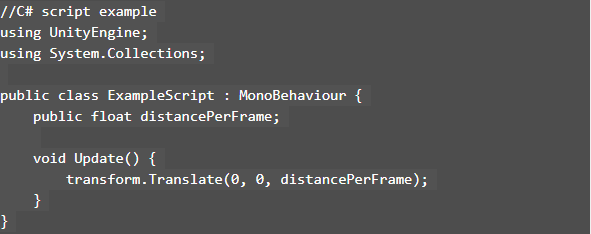 //C# script example
using UnityEngine;
using System.Collections;

public class ExampleScript : MonoBehaviour {
    public float distancePerFrame;

    void Update() {
        transform.Translate(0, 0, distancePerFrame);
    }
}